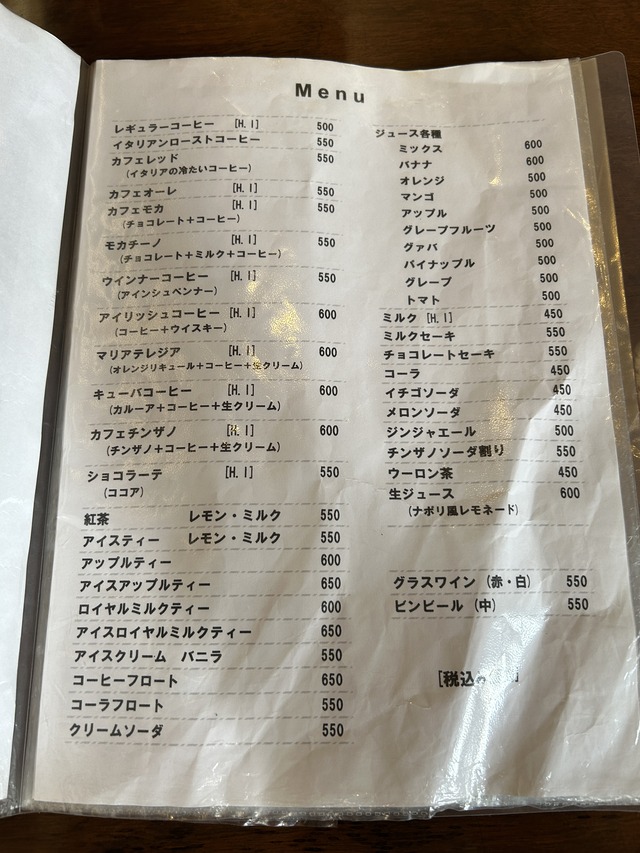 Menu
レギュラーコーヒー [H. I] 500
イタリアンローストコーヒー 550
カフェレッド 550
(イタリアの冷たいコーヒー)
カフェオーレ [H. I] 550
カフェモカ [H. I] 550
(チョコレート+コーヒー)
モカチーノ [H. I] 550
(チョコレート+ミルク+コーヒー)
ウインナーコーヒー [H. I] 550
(アインシュペンナー)
アイリッシュコーヒー [H. I] 600
(コーヒー+ウイスキー)
マリアテレジア [H. I] 600
(オレンジリキュール+コーヒー+生クリーム)
キューバコーヒー [H. I] 600
(カルーア+コーヒー+生クリーム)
カフェチンザノ [H. I] 600
(チンザノ+コーヒー+生クリーム)
ショコラーテ [H. I] 550
(ココア)
紅茶 レモン・ミルク 550
アイスティー レモン・ミルク 550
アップルティー 600
アイスアップルティー 650
ロイヤルミルクティー 600
アイスロイヤルミルクティー 650
アイスクリーム バニラ 550
コーヒーフロート 650
コーラフロート 550
クリームソーダ 550
ジュース各種
ミックス 600
バナナ 600
オレンジ 500
マンゴ 500
アップル 500
グレープフルーツ 500
グァバ 500
パイナップル 500
グレープ 500
トマト 500
ミルク [H. I] 450
ミルクセーキ 550
チョコレートセーキ 550
コーラ 450
イチゴソーダ 450
メロンソーダ 450
ジンジャエール 500
チンザノソーダ割り 550
ウーロン茶 450
生ジュース 600
(ナポリ風レモネード)
グラスワイン (赤・白) 550
ビンビール (中) 550
[税込